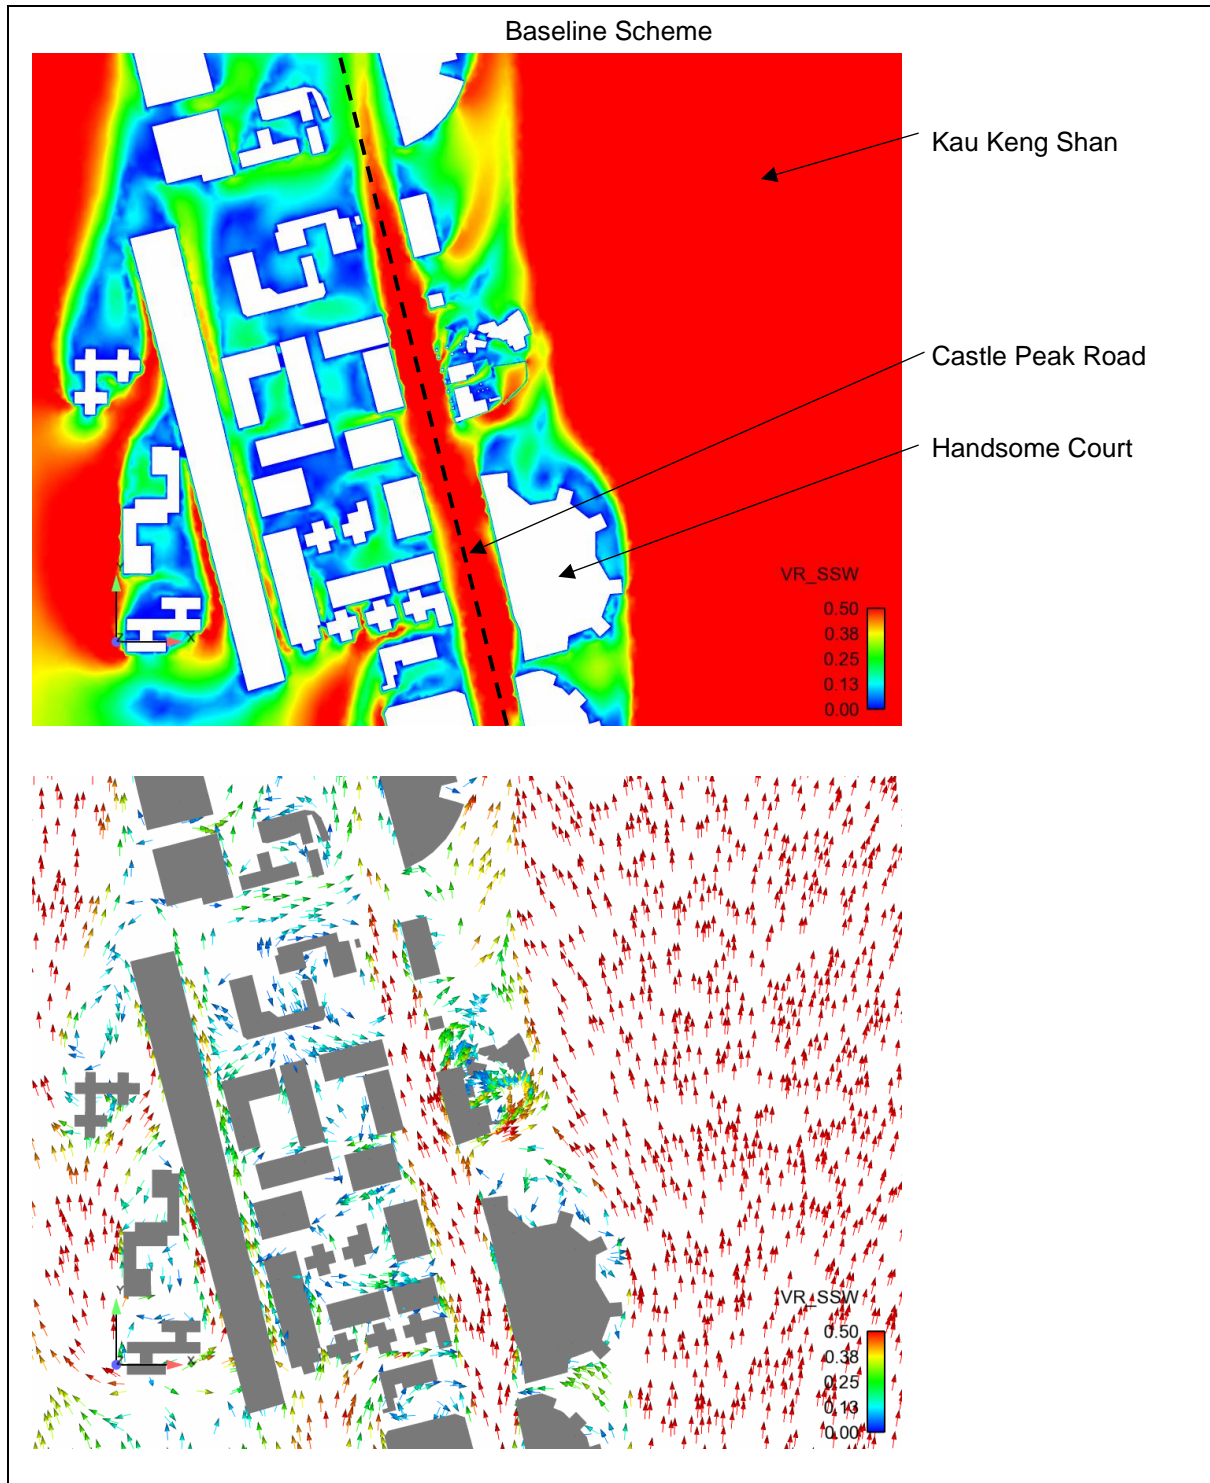 Baseline Scheme
Kau Keng Shan
Castle Peak Road
Handsome Court
VR_SSW
0.50
0.38
0.25
0.13
0.00
Y
Z
X
VR_SSW
0.50
0.38
0.25
0.13
0.00
Y
Z
X